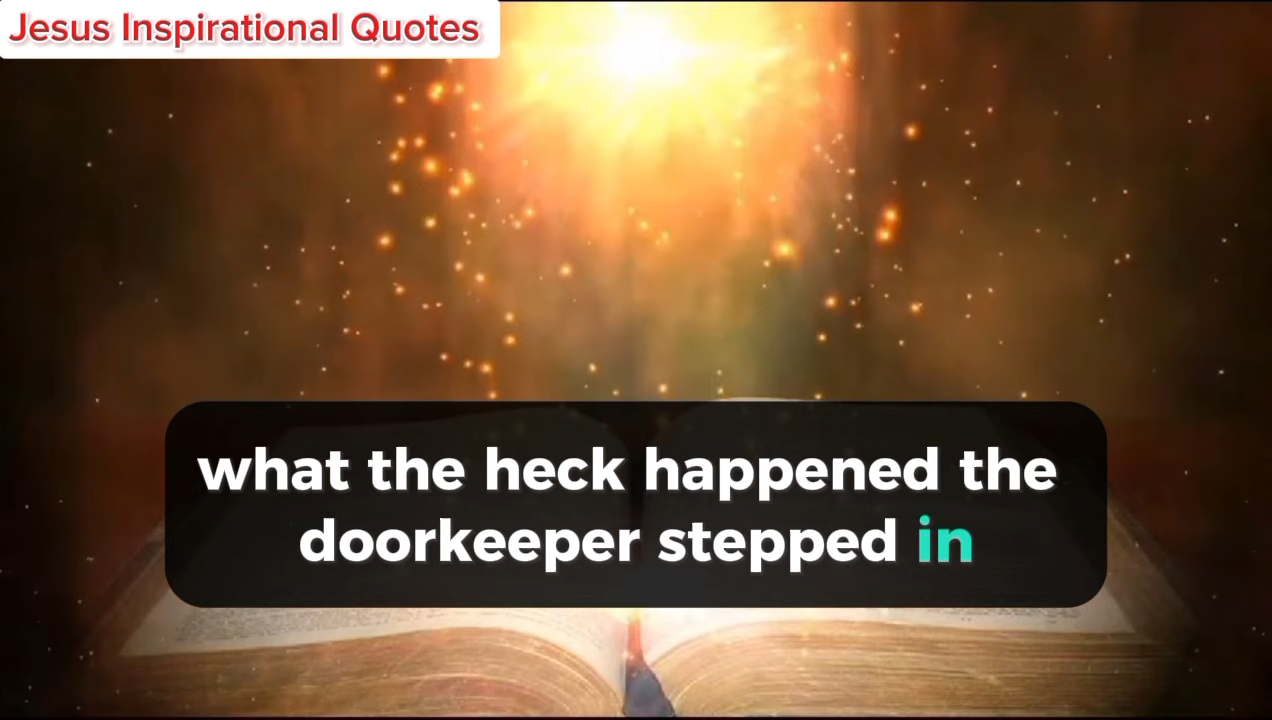 Jesus Inspirational Quotes
what the heck happened the
doorkeeper stepped in